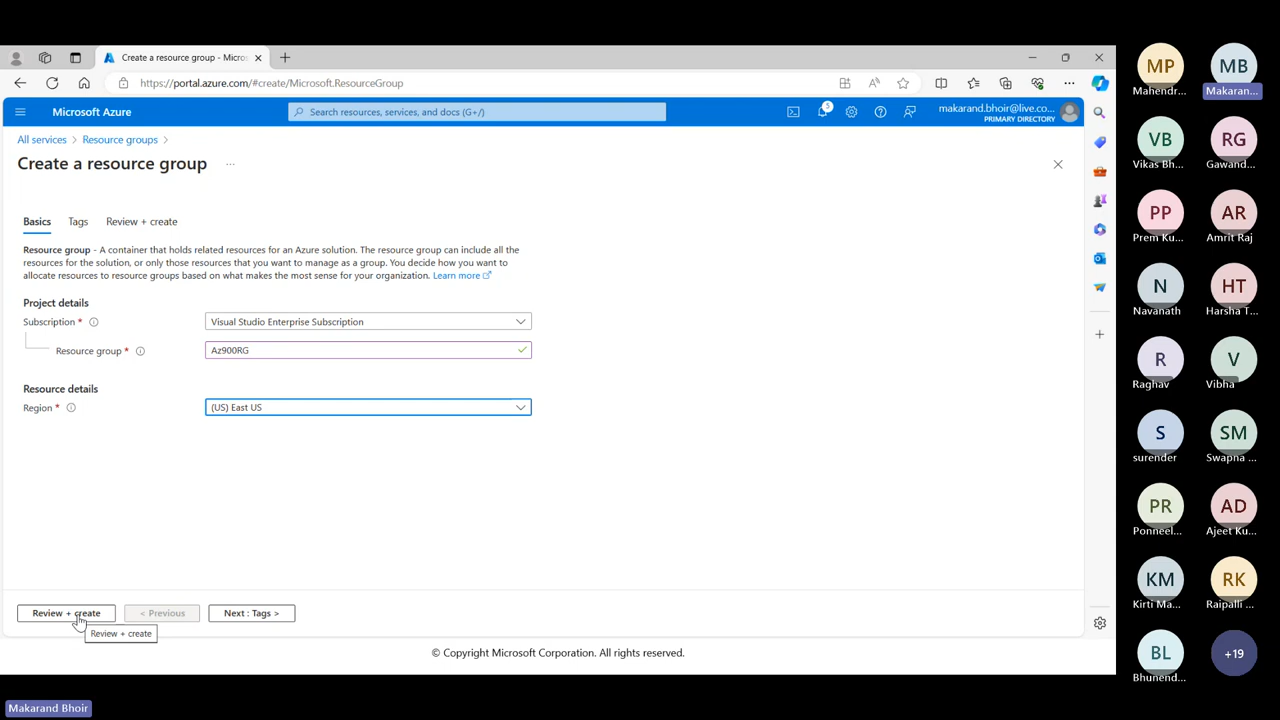 Create a resource group - Micros
https://portal.azure.com/#create/Microsoft.ResourceGroup
Microsoft Azure
Search resources, services, and docs (G+/)
5
makarand.bhoir@live.co...
PRIMARY DIRECTORY
All services > Resource groups >
Create a resource group ...
Basics Tags Review + create
Resource group - A container that holds related resources for an Azure solution. The resource group can include all the
resources for the solution, or only those resources that you want to manage as a group. You decide how you want to
allocate resources to resource groups based on what makes the most sense for your organization. Learn more
Project details
Subscription *
Visual Studio Enterprise Subscription
Resource group *
Az900RG
Resource details
Region *
(US) East US
Review + create
< Previous
Next : Tags >
Review + create
© Copyright Microsoft Corporation. All rights reserved.
Makarand Bhoir
MP
Mahendr...
MB
Makaran...
VB
Vikas Bh...
RG
Gawand...
PP
Prem Ku...
AR
Amrit Raj
N
Navanath
HT
Harsha T...
R
Raghav
V
Vibha
S
surender
SM
Swapna ...
PR
Ponneel...
AD
Ajeet Ku...
KM
Kirti Ma...
RK
Raipalli ...
BL
Bhunend...
+19